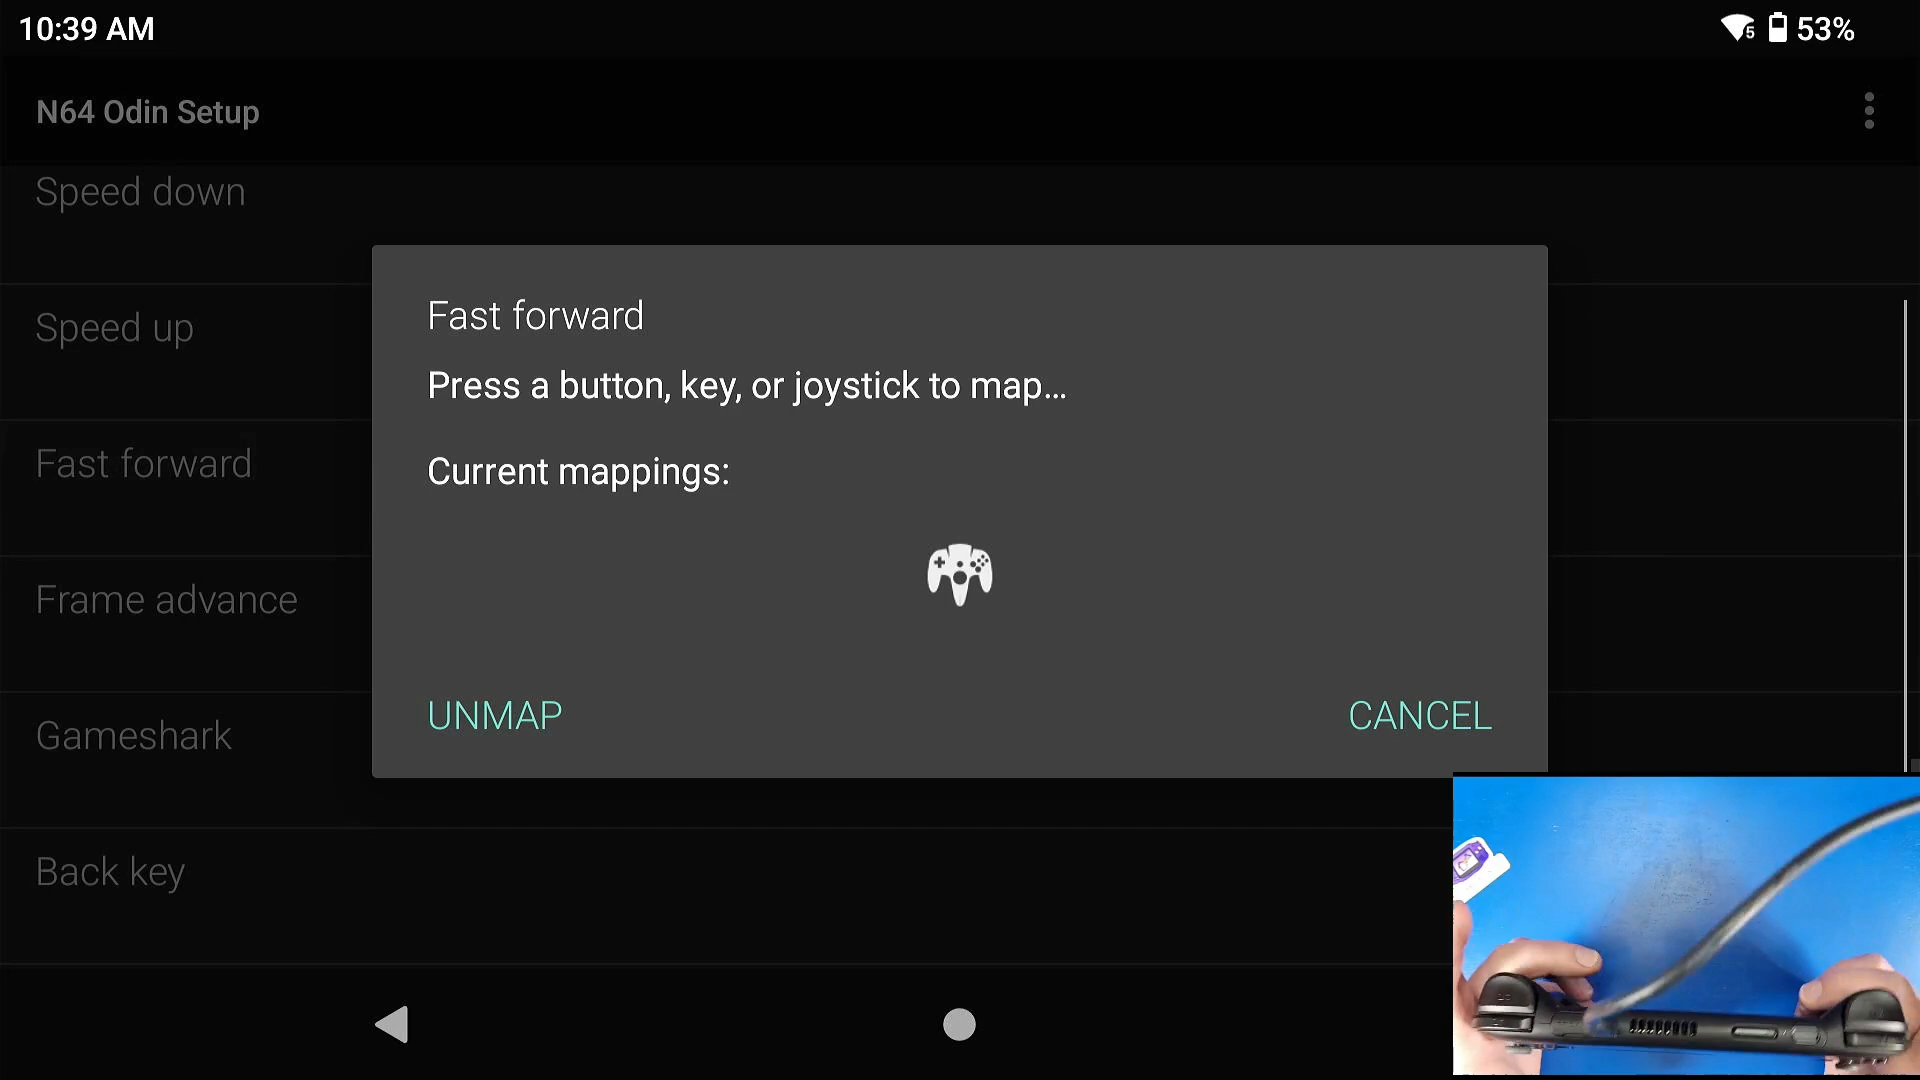 10:39 AM
5 53%
N64 Odin Setup
Speed down
Speed up
Fast forward
Frame advance
Gameshark
Back key
Fast forward
Press a button, key, or joystick to map...
Current mappings:
UNMAP
CANCEL